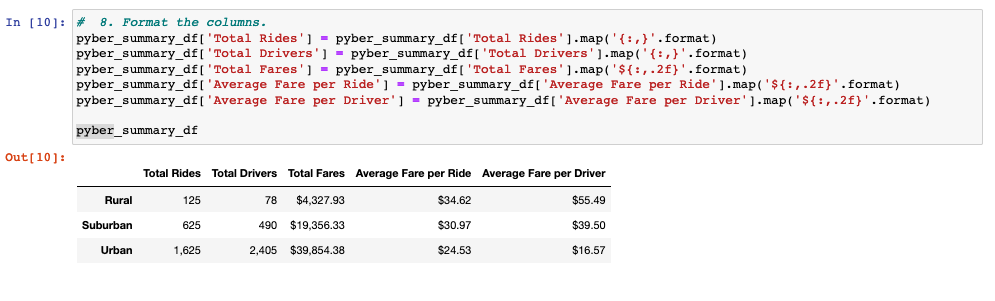 In [10]: #  8. Format the columns.
pyber_summary_df['Total Rides'] = pyber_summary_df['Total Rides'].map('{:,}'.format)
pyber_summary_df['Total Drivers'] = pyber_summary_df['Total Drivers'].map('{:,}'.format)
pyber_summary_df['Total Fares'] = pyber_summary_df['Total Fares'].map('${:,.2f}'.format)
pyber_summary_df['Average Fare per Ride'] = pyber_summary_df['Average Fare per Ride'].map('${:,.2f}'.format)
pyber_summary_df['Average Fare per Driver'] = pyber_summary_df['Average Fare per Driver'].map('${:,.2f}'.format)
pyber_summary_df
Out[10]:
Total Rides Total Drivers Total Fares Average Fare per Ride Average Fare per Driver
Rural 125 78 $4,327.93 $34.62 $55.49
Suburban 625 490 $19,356.33 $30.97 $39.50
Urban 1,625 2,405 $39,854.38 $24.53 $16.57